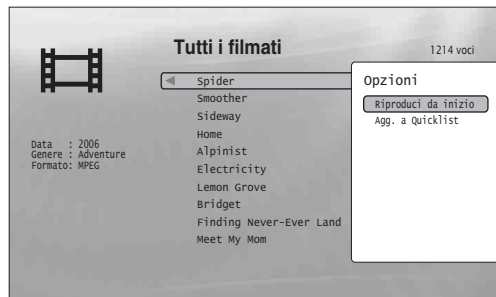 Tutti i filmati
1214 voci
Spider
Smoother
Sideway
Home
Alpinist
Electricity
Lemon Grove
Bridget
Finding Never-Ever Land
Meet My Mom
Data : 2006
Genere : Adventure
Formato: MPEG
Opzioni
Riproduci da inizio
Agg. a Quicklist